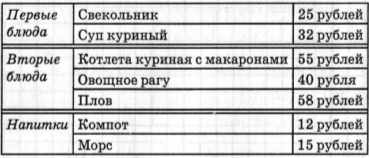 Первые блюда Свекольник 25 рублей
Суп куриный 32 рублей
Вторые блюда Котлета куриная с макаронами 55 рублей
Овощное рагу 40 рубля
Плов 58 рублей
Напитки Компот 12 рублей
Морс 15 рублей